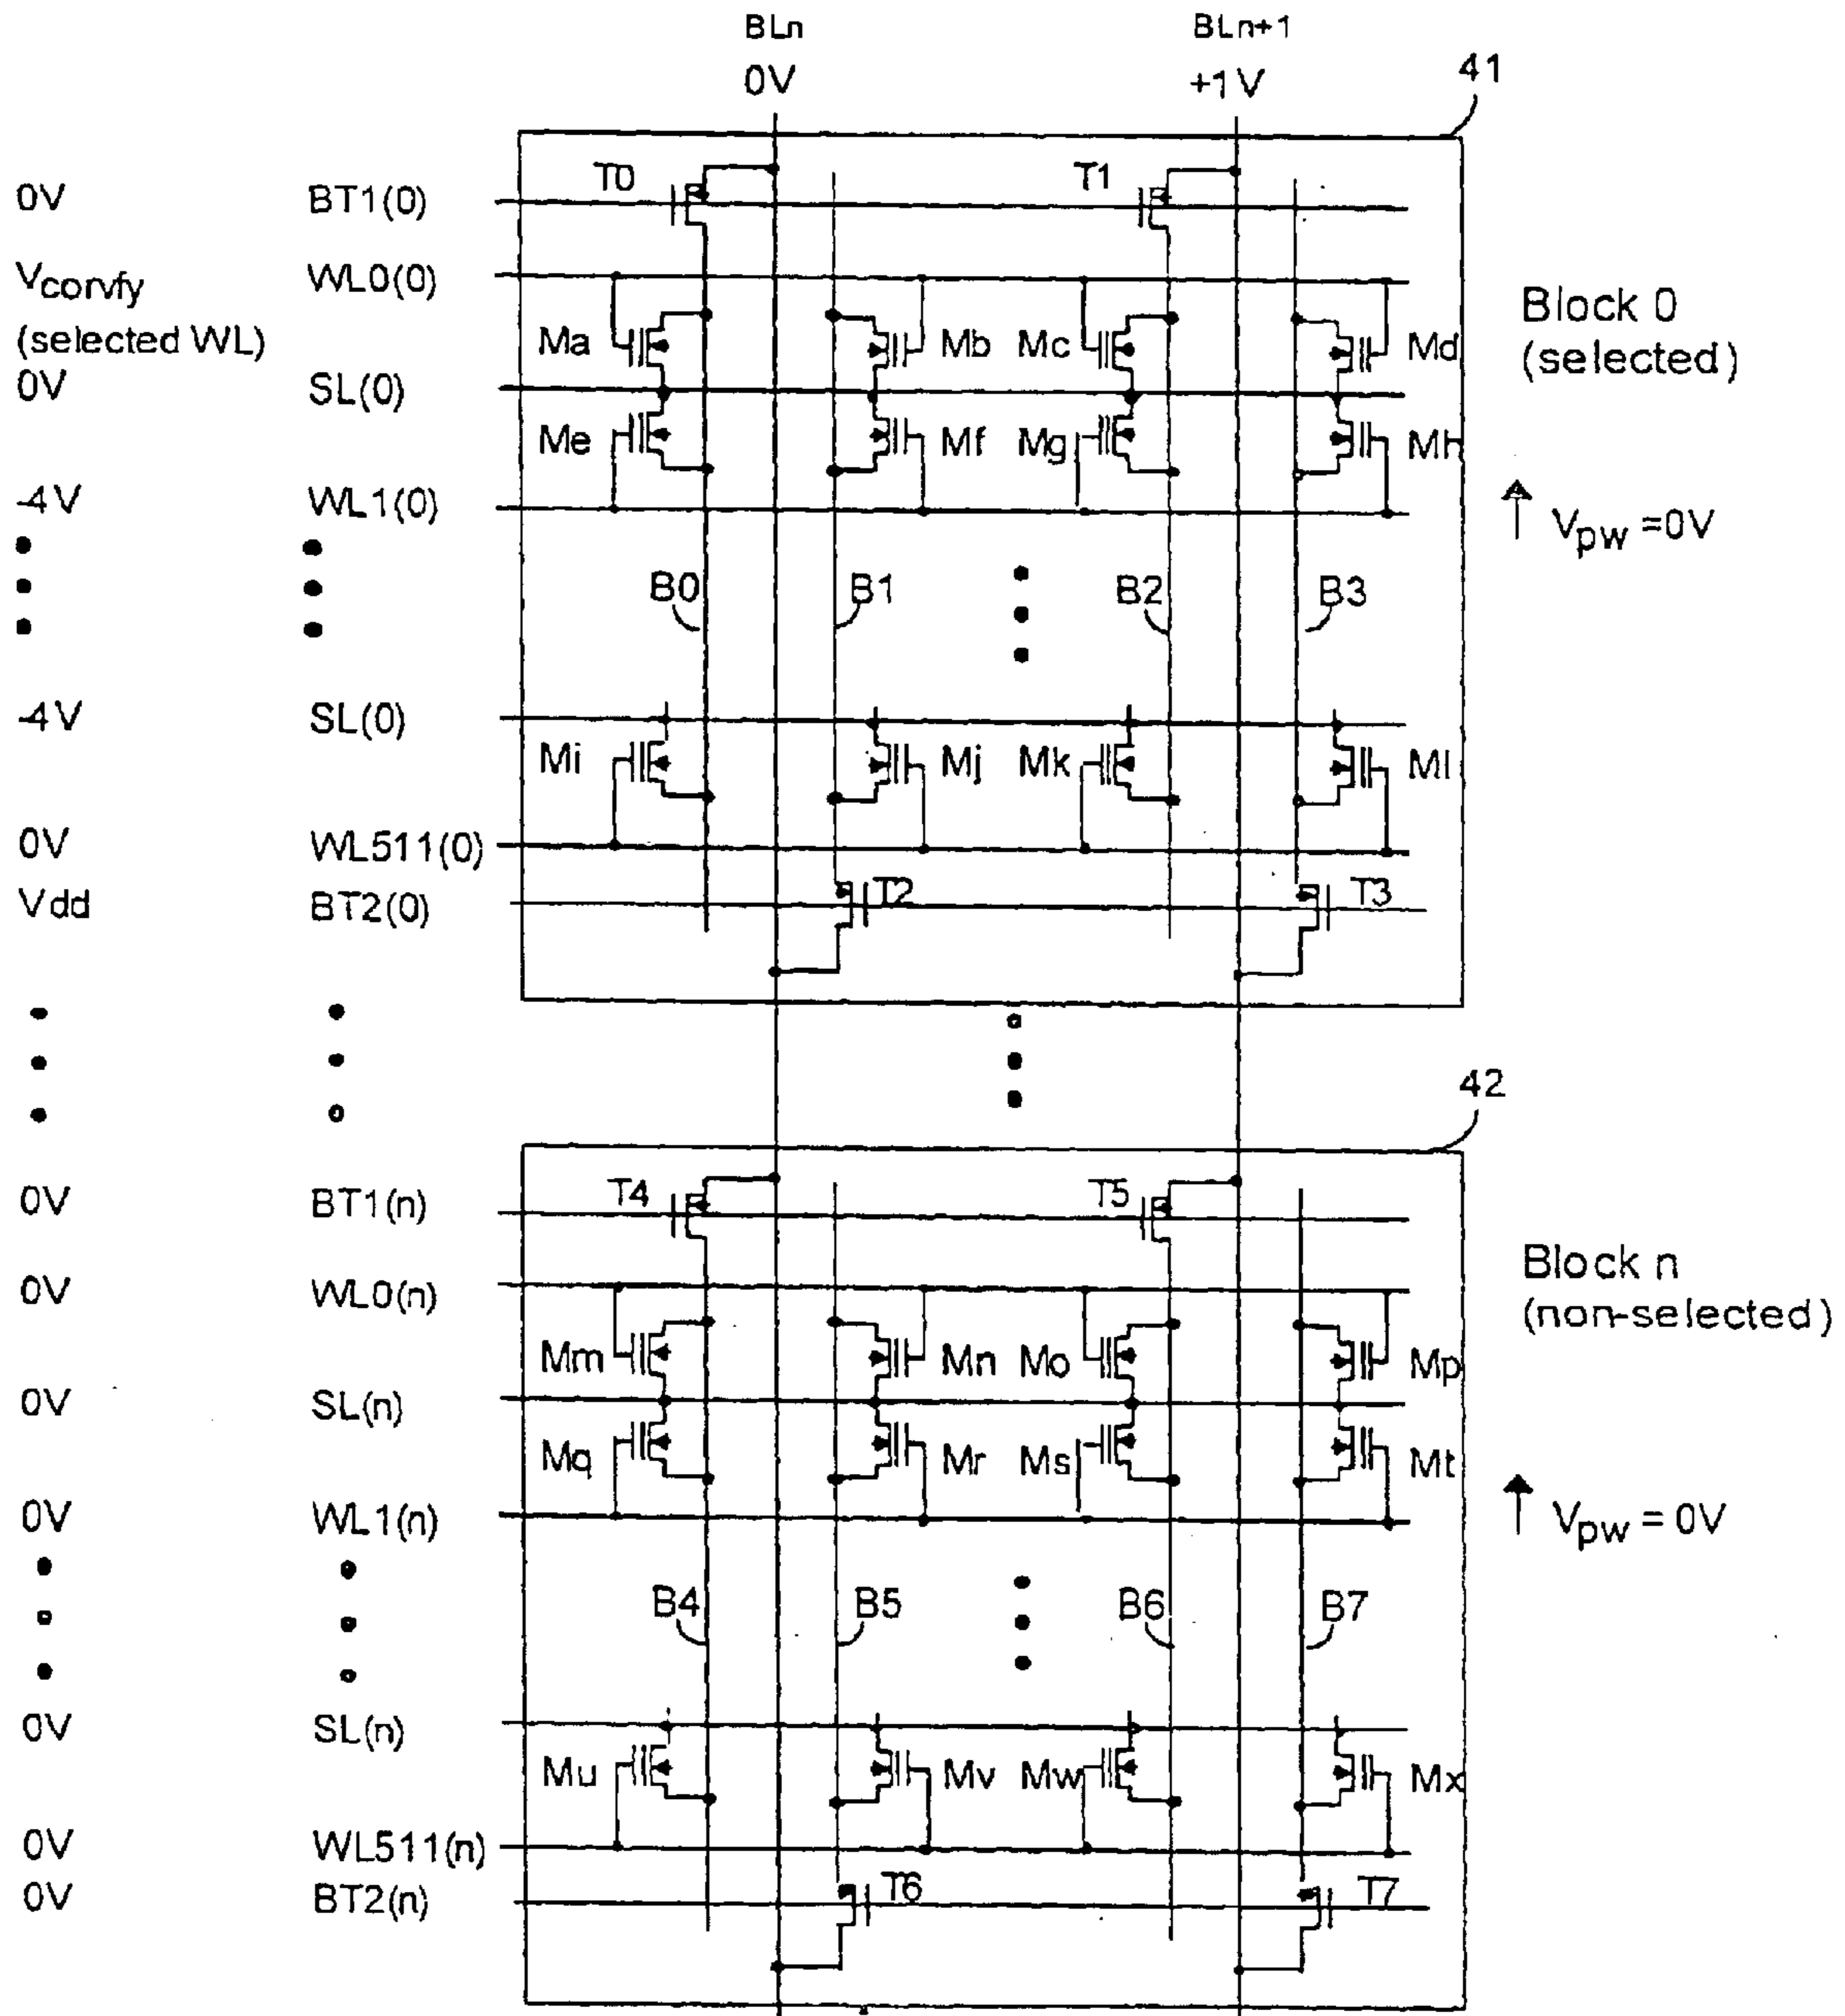 BLn BLn+1
0V +1V 41
T0 T1
0V BT1(0)
Vcorvfy WL0(0)
(selected WL) Ma Mb Mc Md
Block 0
(selected)
0V SL(0)
Me Mf Mg Mh
-4V WL1(0)
Vpw =0V
B0 B1 B2 B3
-4V SL(0)
Mi Mj Mk Ml
0V WL511(0)
Vdd BT2(0) T2 T3
42
0V BT1(n) T4 T5
0V WL0(n)
Block n
(non-selected)
Mm Mn Mo Mp
0V SL(n)
Mq Mr Ms Mt
0V WL1(n)
Vpw = 0V
B4 B5 B6 B7
0V SL(n)
Mu Mv Mw Mx
0V WL511(n)
0V BT2(n) T6 T7